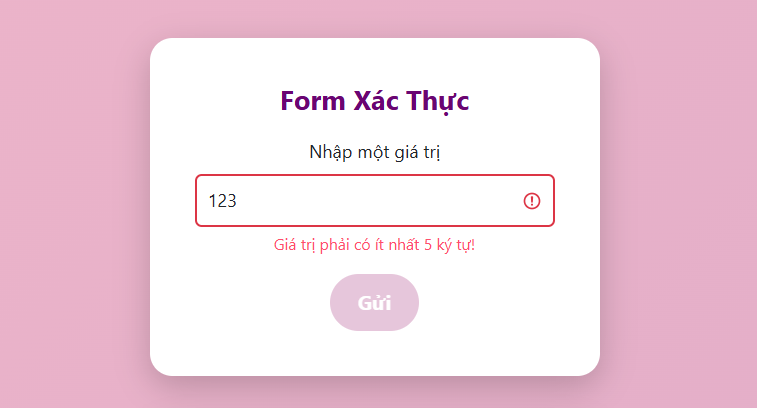 Form Xác Thực
Nhập một giá trị
123
Giá trị phải có ít nhất 5 ký tự!
Gửi